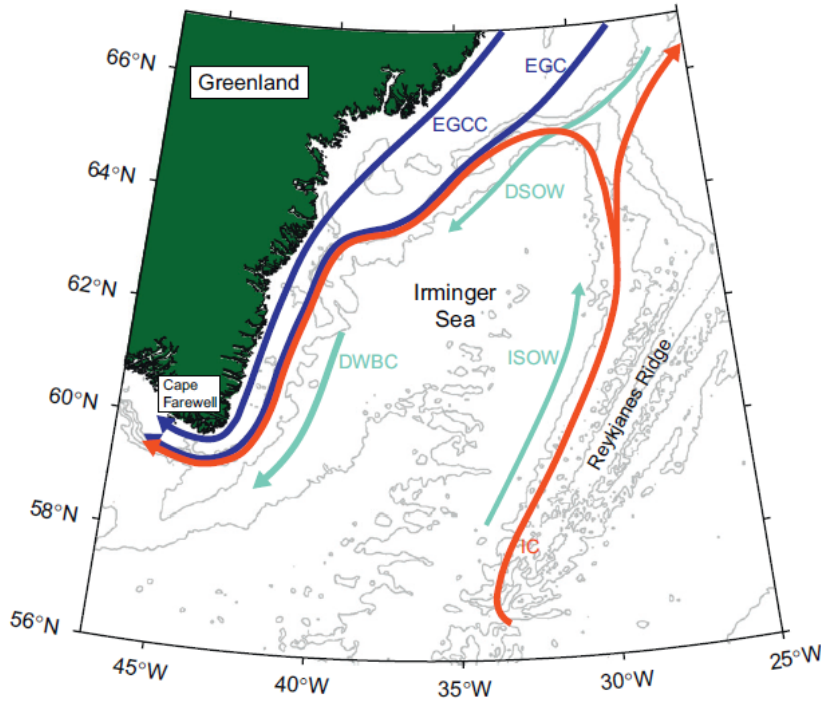 66°N
Greenland
EGC
EGCC
64°N
DSOW
62°N
Irminger
Sea
DWBC
ISOW
Reykjanes Ridge
60°N
Cape
Farewell
58°N
IC
56°N
45°W
40°W
35°W
30°W
25°W